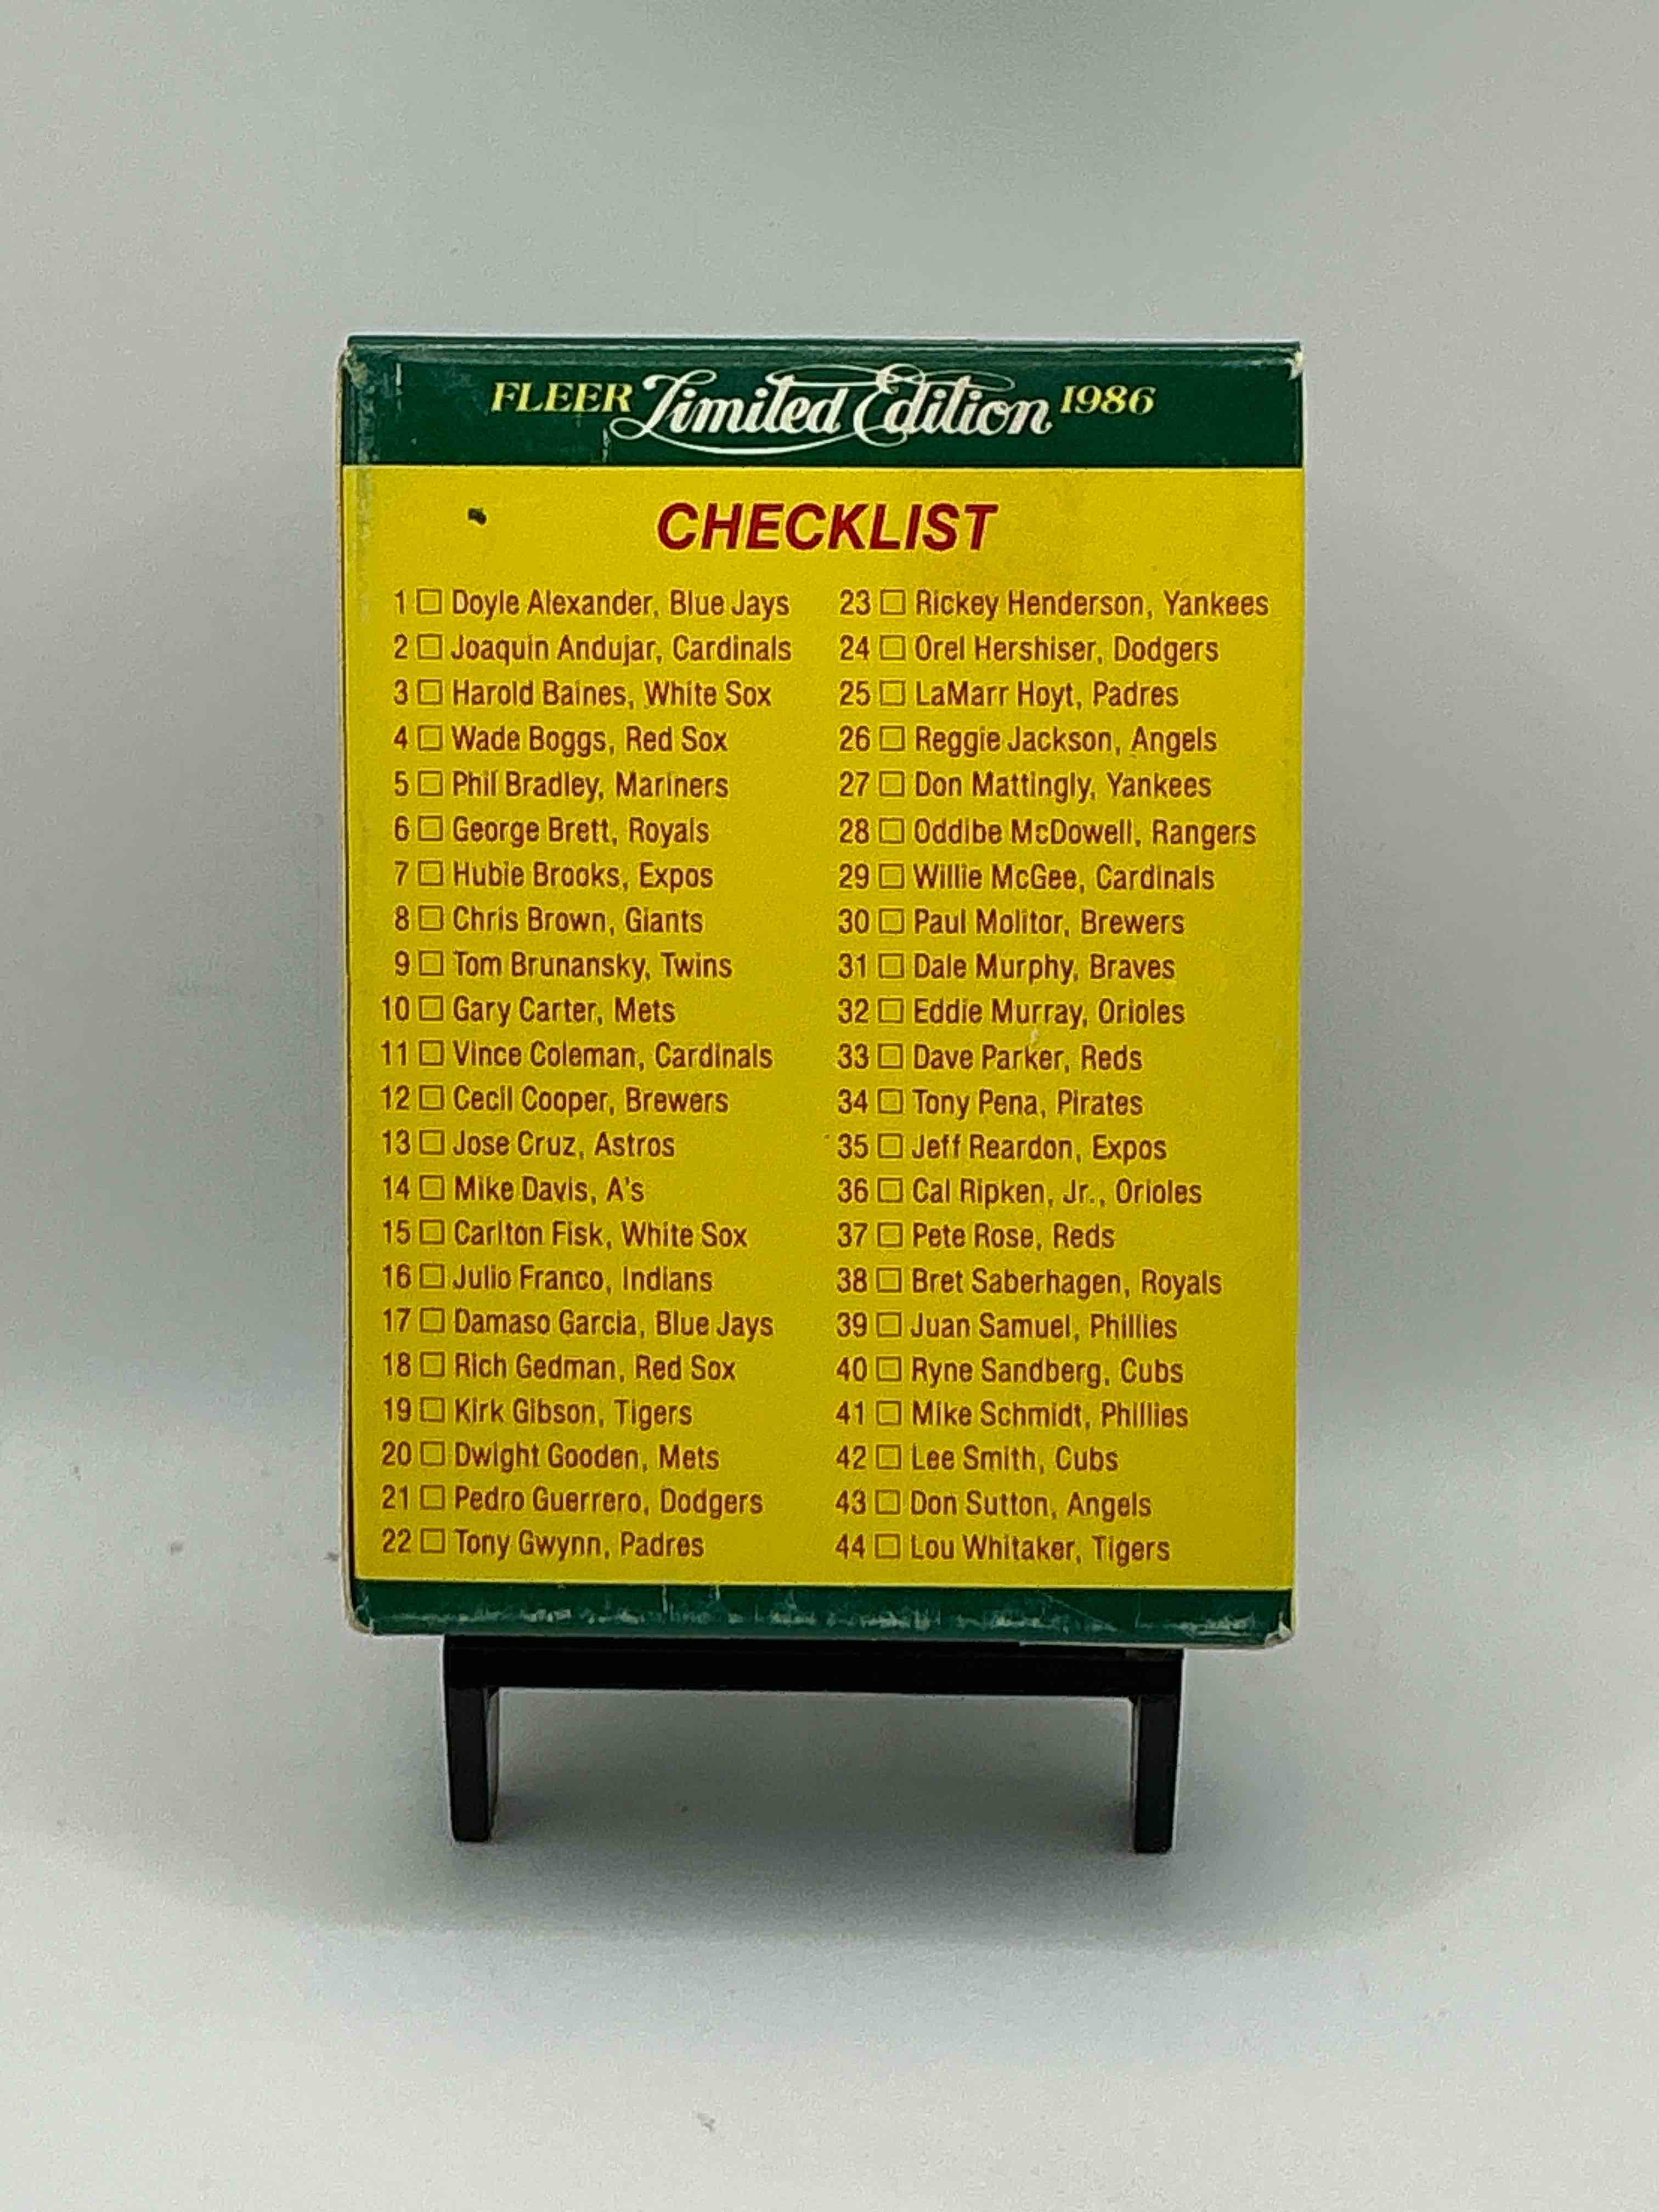 FLEER Limited Edition 1986
CHECKLIST
1 Doyle Alexander, Blue Jays
2 Joaquin Andujar, Cardinals
3 Harold Baines, White Sox
4 Wade Boggs, Red Sox
5 Phil Bradley, Mariners
6 George Brett, Royals
7 Hubie Brooks, Expos
8 Chris Brown, Giants
9 Tom Brunansky, Twins
10 Gary Carter, Mets
11 Vince Coleman, Cardinals
12 Cecil Cooper, Brewers
13 Jose Cruz, Astros
14 Mike Davis, A's
15 Carlton Fisk, White Sox
16 Julio Franco, Indians
17 Damaso Garcia, Blue Jays
18 Rich Gedman, Red Sox
19 Kirk Gibson, Tigers
20 Dwight Gooden, Mets
21 Pedro Guerrero, Dodgers
22 Tony Gwynn, Padres
23 Rickey Henderson, Yankees
24 Orel Hershiser, Dodgers
25 LaMarr Hoyt, Padres
26 Reggie Jackson, Angels
27 Don Mattingly, Yankees
28 Oddibe McDowell, Rangers
29 Willie McGee, Cardinals
30 Paul Molitor, Brewers
31 Dale Murphy, Braves
32 Eddie Murray, Orioles
33 Dave Parker, Reds
34 Tony Pena, Pirates
35 Jeff Reardon, Expos
36 Cal Ripken, Jr., Orioles
37 Pete Rose, Reds
38 Bret Saberhagen, Royals
39 Juan Samuel, Phillies
40 Ryne Sandberg, Cubs
41 Mike Schmidt, Phillies
42 Lee Smith, Cubs
43 Don Sutton, Angels
44 Lou Whitaker, Tigers